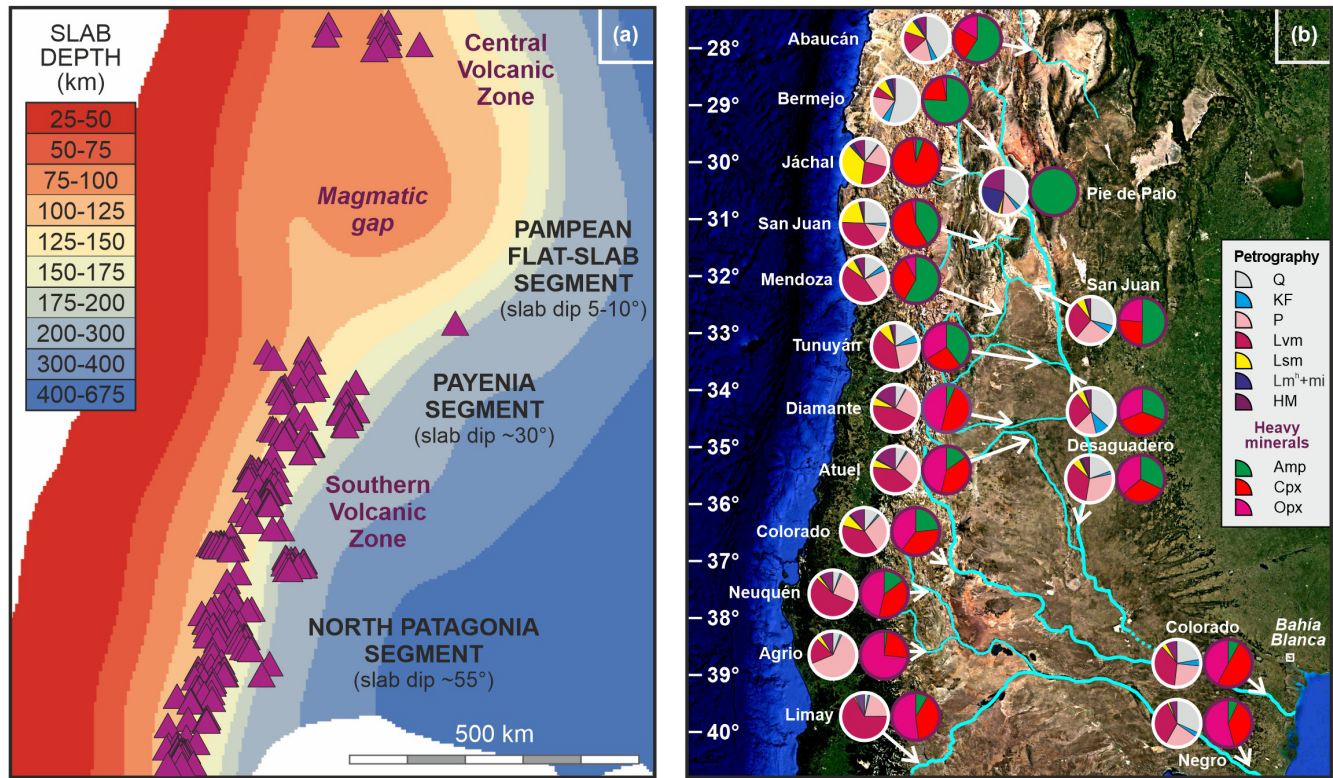 SLAB
DEPTH
(km)
25-50
50-75
75-100
100-125
125-150
150-175
175-200
200-300
300-400
400-675
(a)
Central
Volcanic
Zone
Magmatic
gap
PAMPEAN
FLAT-SLAB
SEGMENT
(slab dip 5-10°)
PAYENIA
SEGMENT
(slab dip ~30°)
Southern
Volcanic
Zone
NORTH PATAGONIA
SEGMENT
(slab dip ~55°)
500 km
(b)
28°
29°
30°
31°
32°
33°
34°
35°
36°
37°
38°
39°
40°
Abaucán
Bermejo
Jáchal
Pie de Palo
San Juan
Mendoza
San Juan
Tunuyán
Diamante
Desaguadero
Atuel
Colorado
Neuquén
Agrio
Limay
Colorado
Negro
Bahía
Blanca
Petrography
Q
KF
P
Lvm
Lsm
Lmʰ+mi
HM
Heavy
minerals
Amp
Cpx
Opx